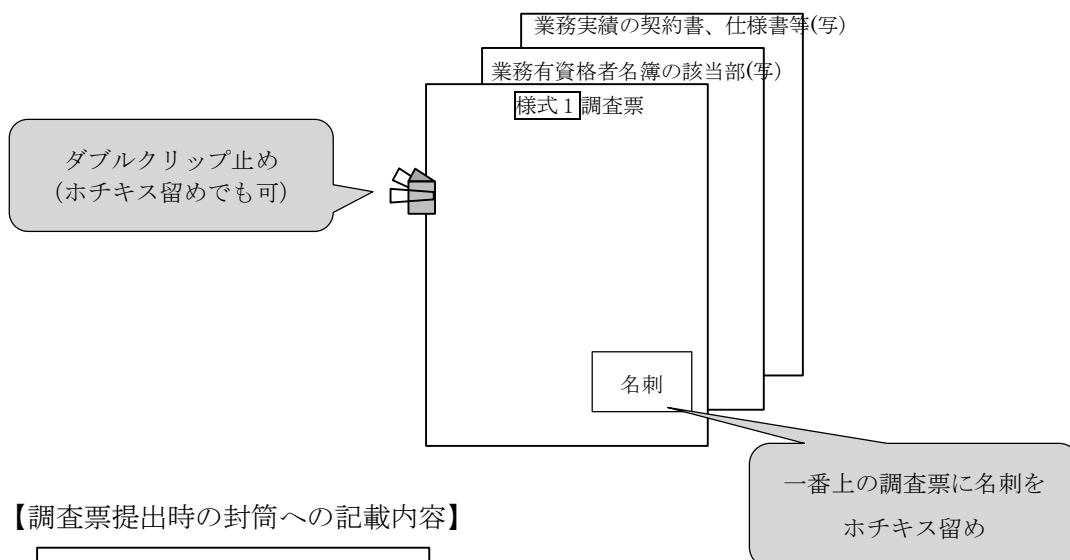 業務実績の契約書、仕様書等(写)
業務有資格者名簿の該当部(写)
様式1調査票
ダブルクリップ止め
(ホチキス留めでも可)
名刺
一番上の調査票に名刺を
ホチキス留め
【調査票提出時の封筒への記載内容】